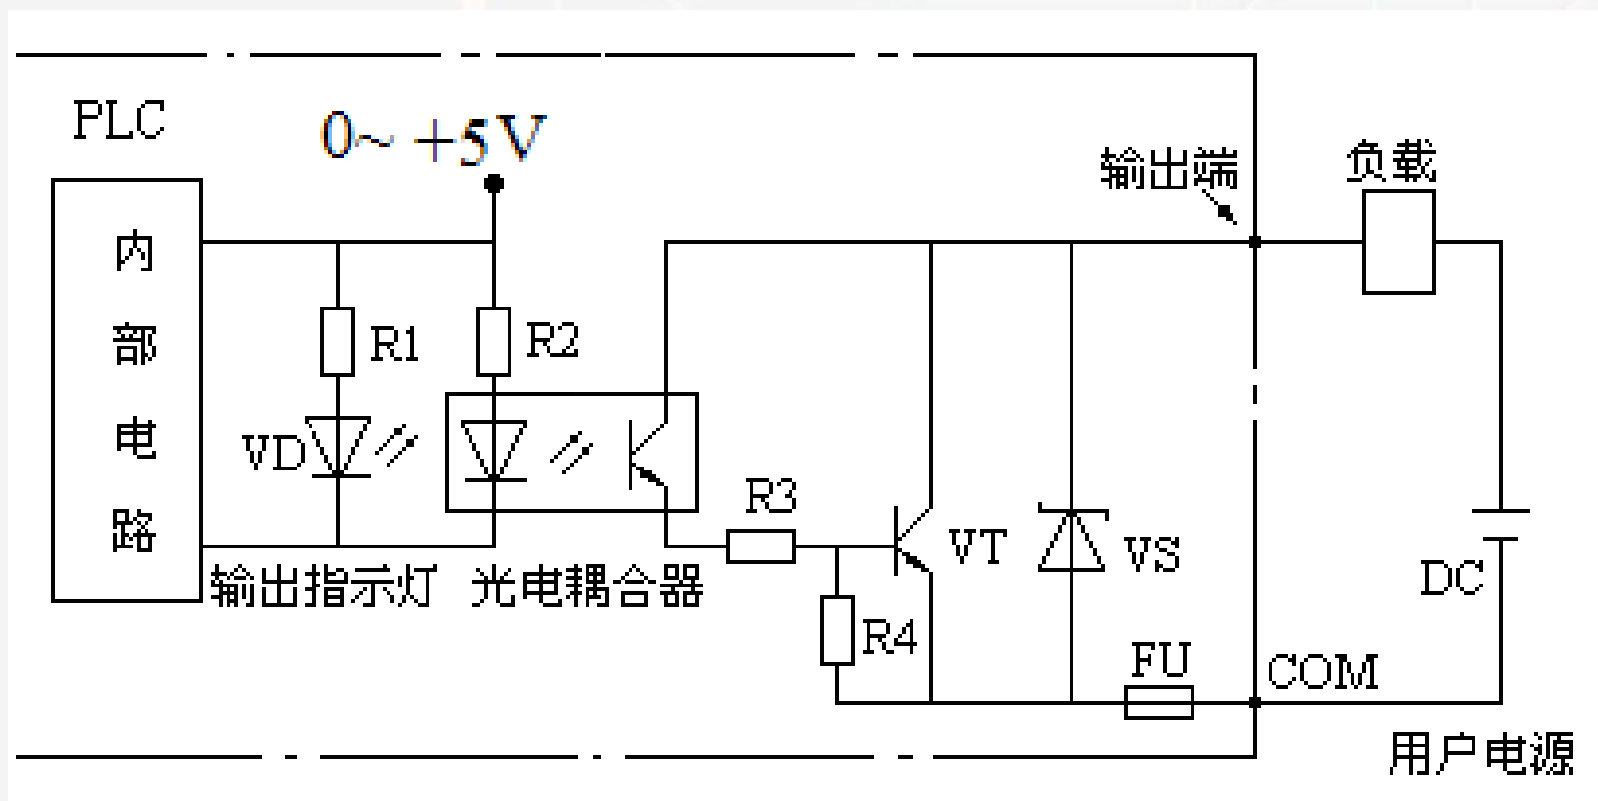 PLC
0~ +5V
输出端
负载
内部电路
R1
R2
VD
R3
VT
VS
DC
输出指示灯
光电耦合器
R4
FU
COM
用户电源